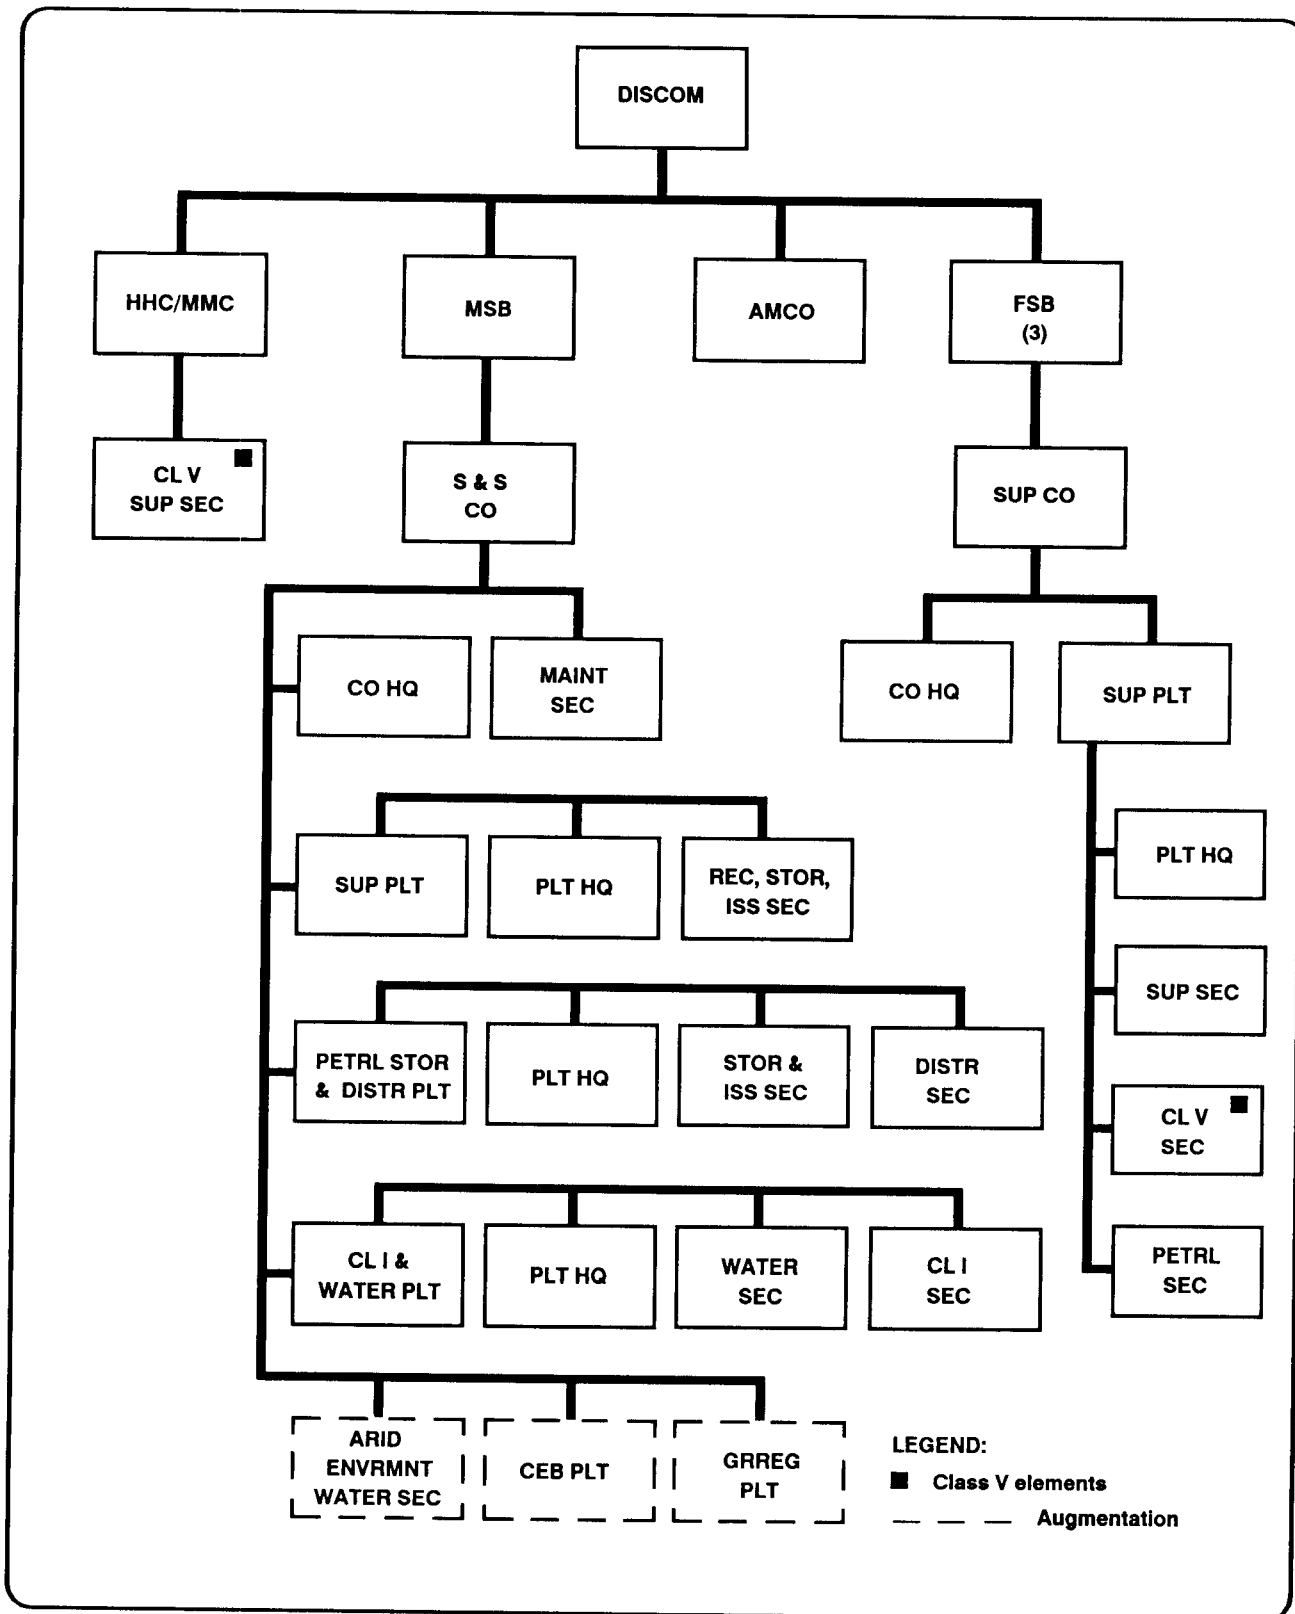 DISCOM
HHC/MMC
MSB
AMCO
FSB
(3)
CL V
SUP SEC
S & S
CO
SUP CO
CO HQ
MAINT
SEC
CO HQ
SUP PLT
SUP PLT
PLT HQ
REC, STOR,
ISS SEC
PLT HQ
SUP SEC
PETRL STOR
& DISTR PLT
PLT HQ
STOR &
ISS SEC
DISTR
SEC
CL V
SEC
CL I &
WATER PLT
PLT HQ
WATER
SEC
CL I
SEC
PETRL
SEC
ARID
ENVRMNT
WATER SEC
CEB PLT
GRREG
PLT
LEGEND:
Class V elements
Augmentation